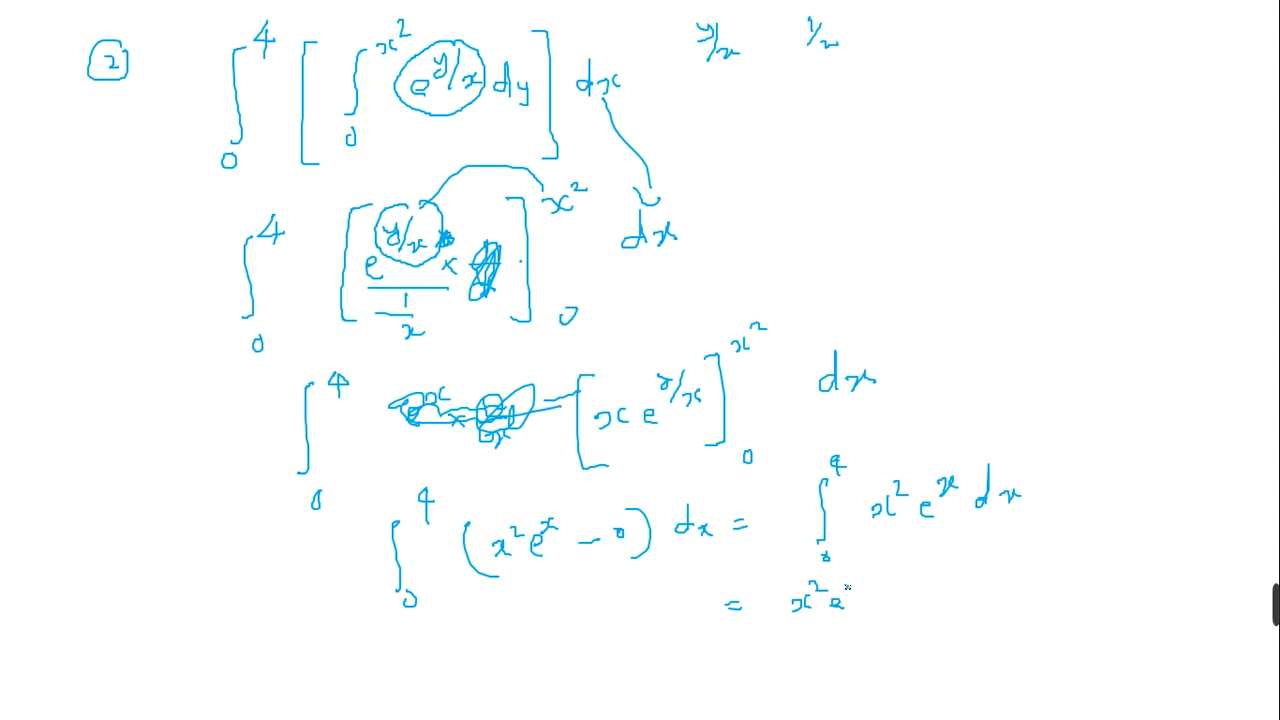 2 ∫₀⁴ [ ∫₀^{x²} e^{y/x} dy ] dx y/x 1/x
∫₀⁴ [ e^{y/x} × / (1/x) ]₀^{x²} dx
∫₀⁴ [ x e^{y/x} ]₀^{x²} dx
∫₀⁴ ( x² e^x − 0 ) dx = ∫₀⁴ x² e^x dx
= x² e